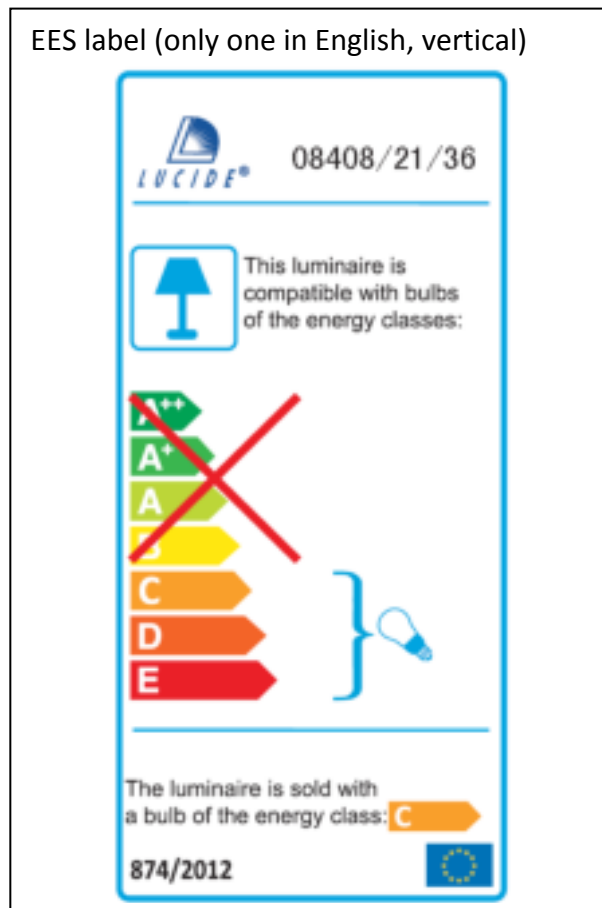 EES label (only one in English, vertical)
LUCIDE® 08408/21/36
This luminaire is
compatible with bulbs
of the energy classes:
A++
A+
A
B
C
D
E
The luminaire is sold with
a bulb of the energy class: C
874/2012